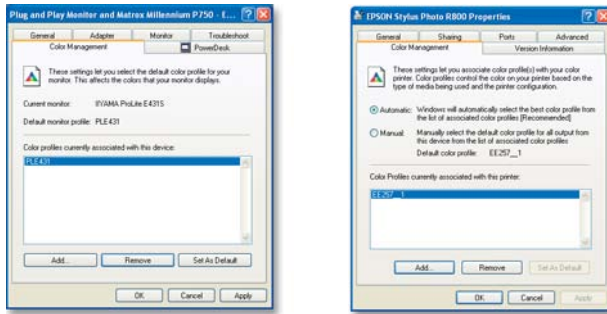 Plug and Play Monitor and Matrox Millennium P750 - E...
General Adapter Monitor Troubleshoot
Color Management PowerDesk
These settings let you select the default color profile for your
monitor. This affects the colors that your monitor displays.
Current monitor: IIYAMA ProLite E431S
Default monitor profile: PLE431
Color profiles currently associated with this device:
PLE431
Add... Remove Set As Default
OK Cancel Apply
EPSON Stylus Photo R800 Properties
General Sharing Ports Advanced
Color Management Version Information
These settings let you associate color profile(s) with your color
printer. Color profiles control the color on your printer based on the
type of media being used and the printer configuration.
Automatic: Windows will automatically select the best color profile from
the list of associated color profiles [Recommended]
Manual: Manually select the default color profile for all output from
this device from the list of associated color profiles
Default color profile: EE257__1
Color Profiles currently associated with this printer:
EE257__1
Add... Remove Set As Default
OK Cancel Apply